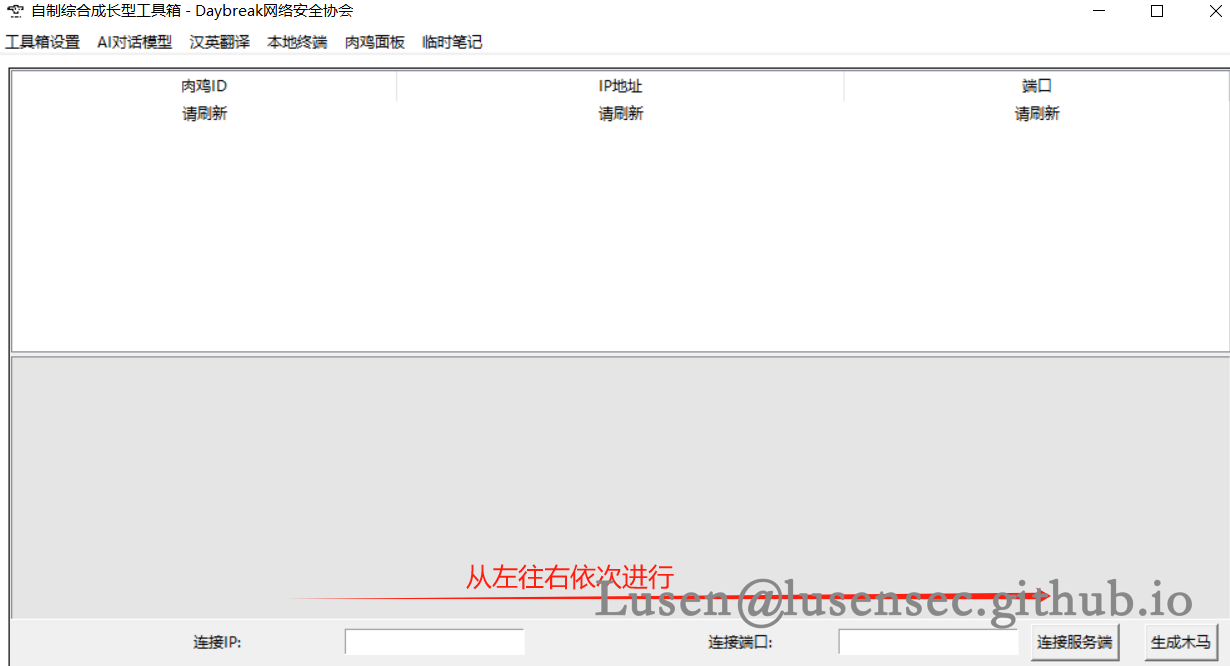 自制综合成长型工具箱 - Daybreak网络安全协会
工具箱设置 AI对话模型 汉英翻译 本地终端 肉鸡面板 临时笔记
肉鸡ID IP地址 端口
请刷新 请刷新 请刷新
从左往右依次进行
Lusen@lusensec.github.io
连接IP: 连接端口: 连接服务端 生成木马